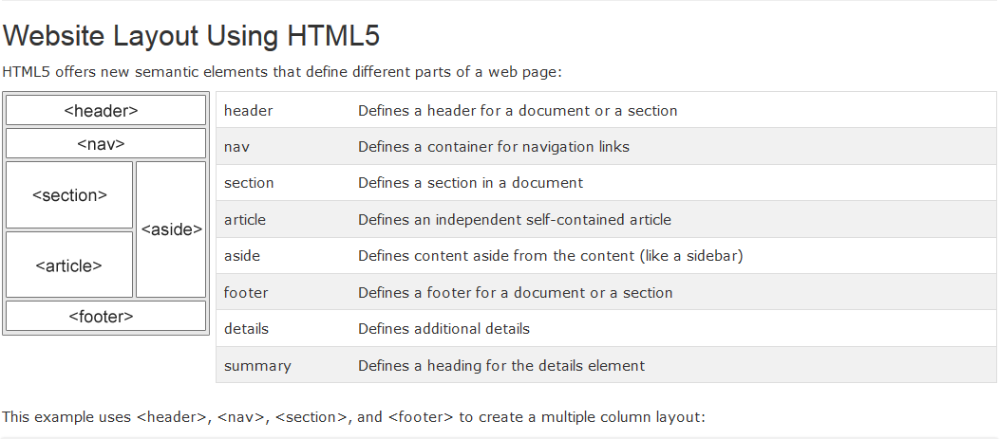 Website Layout Using HTML5
HTML5 offers new semantic elements that define different parts of a web page:
<header>
<nav>
<section>
<aside>
<article>
<footer>
header Defines a header for a document or a section
nav Defines a container for navigation links
section Defines a section in a document
article Defines an independent self-contained article
aside Defines content aside from the content (like a sidebar)
footer Defines a footer for a document or a section
details Defines additional details
summary Defines a heading for the details element
This example uses <header>, <nav>, <section>, and <footer> to create a multiple column layout: